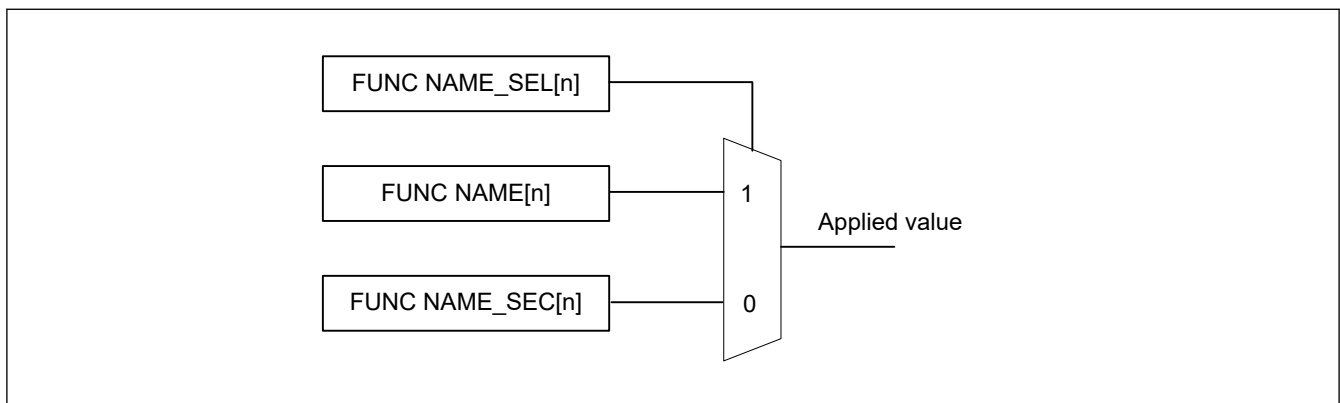 FUNC NAME_SEL[n]
FUNC NAME[n]
1
Applied value
FUNC NAME_SEC[n]
0